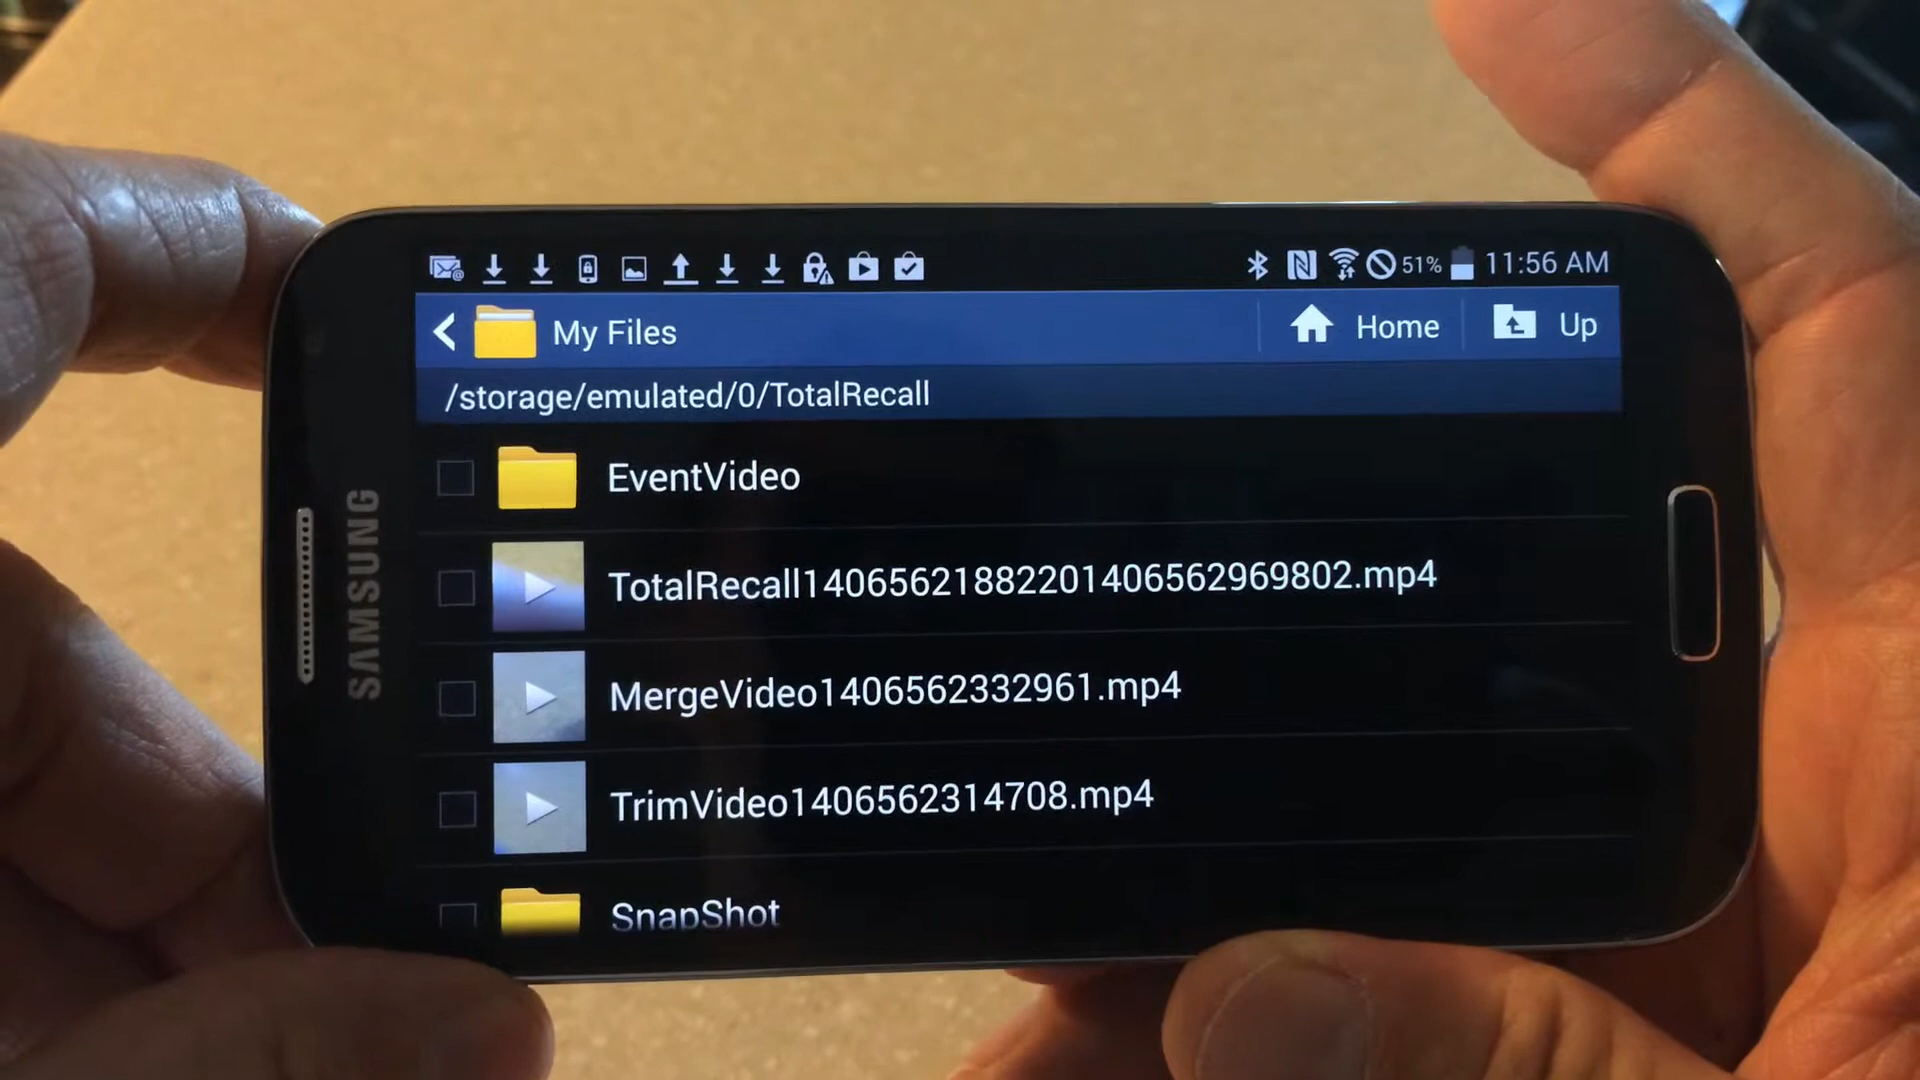 51% 11:56 AM
My Files Home Up
/storage/emulated/0/TotalRecall
EventVideo
TotalRecall14065621882201406562969802.mp4
MergeVideo1406562332961.mp4
TrimVideo1406562314708.mp4
SnapShot
SAMSUNG